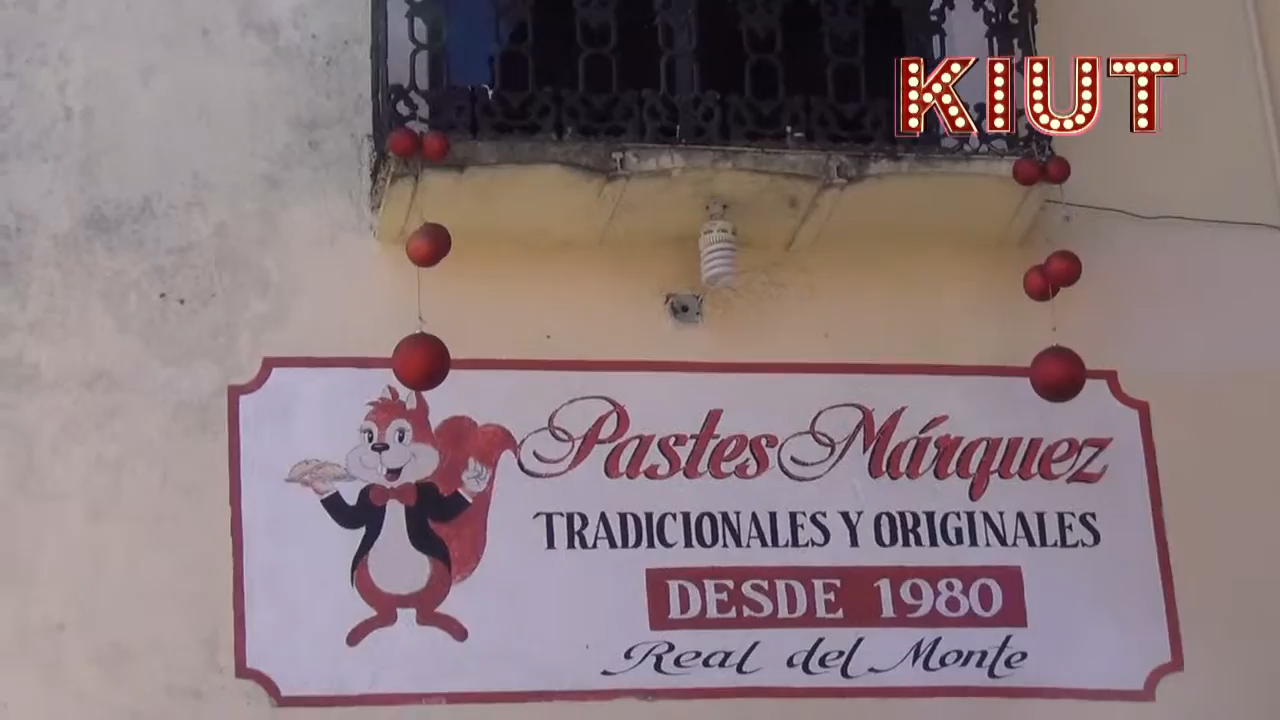 KIUT
Pastes Márquez
TRADICIONALES Y ORIGINALES
DESDE 1980
Real del Monte